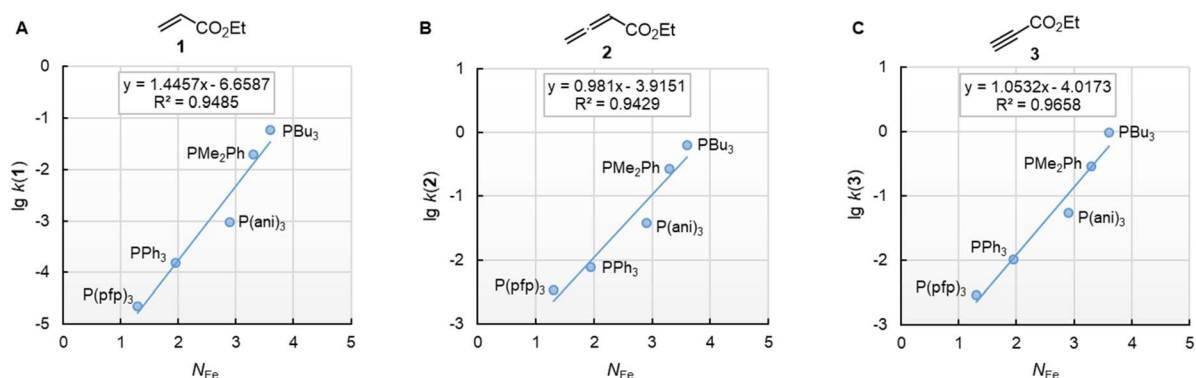 A
CO₂Et
1
y = 1.4457x - 6.6587
R² = 0.9485
lg k(1)
0
-1
-2
-3
-4
-5
PBu₃
PMe₂Ph
P(ani)₃
PPh₃
P(pfp)₃
0 1 2 3 4 5
N_Fe
B
CO₂Et
2
y = 0.981x - 3.9151
R² = 0.9429
lg k(2)
1
0
-1
-2
-3
PBu₃
PMe₂Ph
P(ani)₃
PPh₃
P(pfp)₃
0 1 2 3 4 5
N_Fe
C
CO₂Et
3
y = 1.0532x - 4.0173
R² = 0.9658
lg k(3)
1
0
-1
-2
-3
PBu₃
PMe₂Ph
P(ani)₃
PPh₃
P(pfp)₃
0 1 2 3 4 5
N_Fe